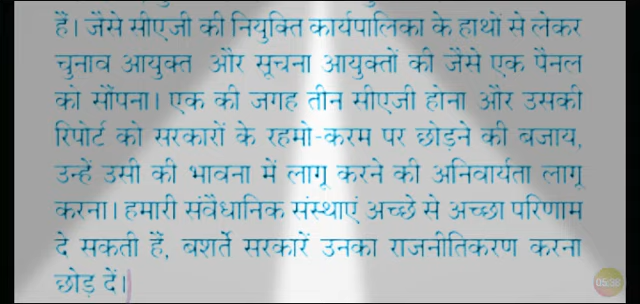 हैं। जैसे सीएजी की नियुक्ति कार्यपालिका के हाथों से लेकर
चुनाव आयुक्त और सूचना आयुक्तों की जैसे एक पैनल
को सौंपना। एक की जगह तीन सीएजी होना और उसकी
रिपोर्ट को सरकारों के रहमो-करम पर छोड़ने की बजाय,
उन्हें उसी की भावना में लागू करने की अनिवार्यता लागू
करना। हमारी संवैधानिक संस्थाएं अच्छे से अच्छा परिणाम
दे सकती हैं, बशर्ते सरकारें उनका राजनीतिकरण करना
छोड़ दें।